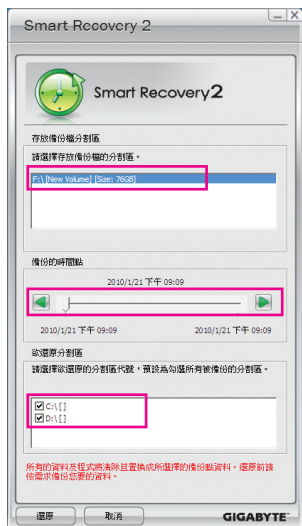 Smart Recovery 2
Smart Recovery2
存放備份檔分割區
請選擇存放備份檔的分割區。
F:\ [New Volume] [Size: 76GB]
備份的時間點
2010/1/21 下午 09:09
2010/1/21 下午 09:09 2010/1/21 下午 09:09
欲還原分割區
請選擇欲還原的分割區代號，預設為勾選所有被備份的分割區。
C:\ [ ]
D:\ [ ]
所有的資料及程式將清除且置換成所選擇的備份點資料。還原前請
依需求備份您要的資料。
還原 取消 GIGABYTE™